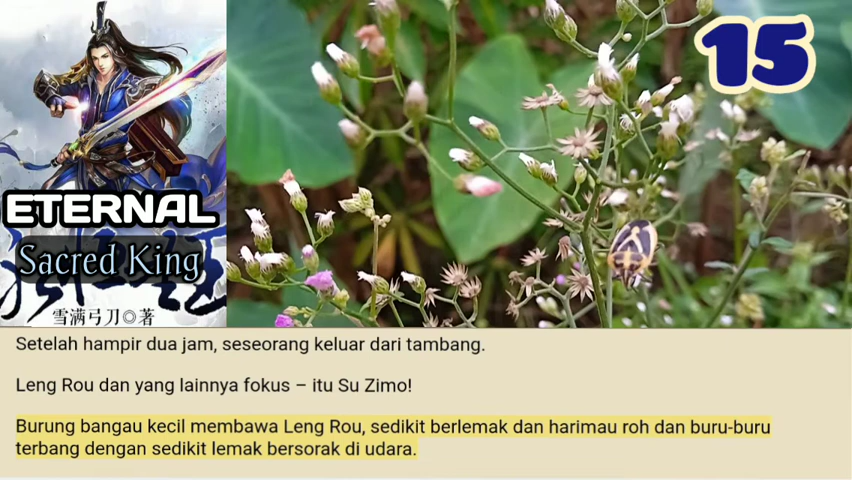 15
ETERNAL
Sacred King
雪满弓刀◎著
Setelah hampir dua jam, seseorang keluar dari tambang.
Leng Rou dan yang lainnya fokus – itu Su Zimo!
Burung bangau kecil membawa Leng Rou, sedikit berlemak dan harimau roh dan buru-buru
terbang dengan sedikit lemak bersorak di udara.